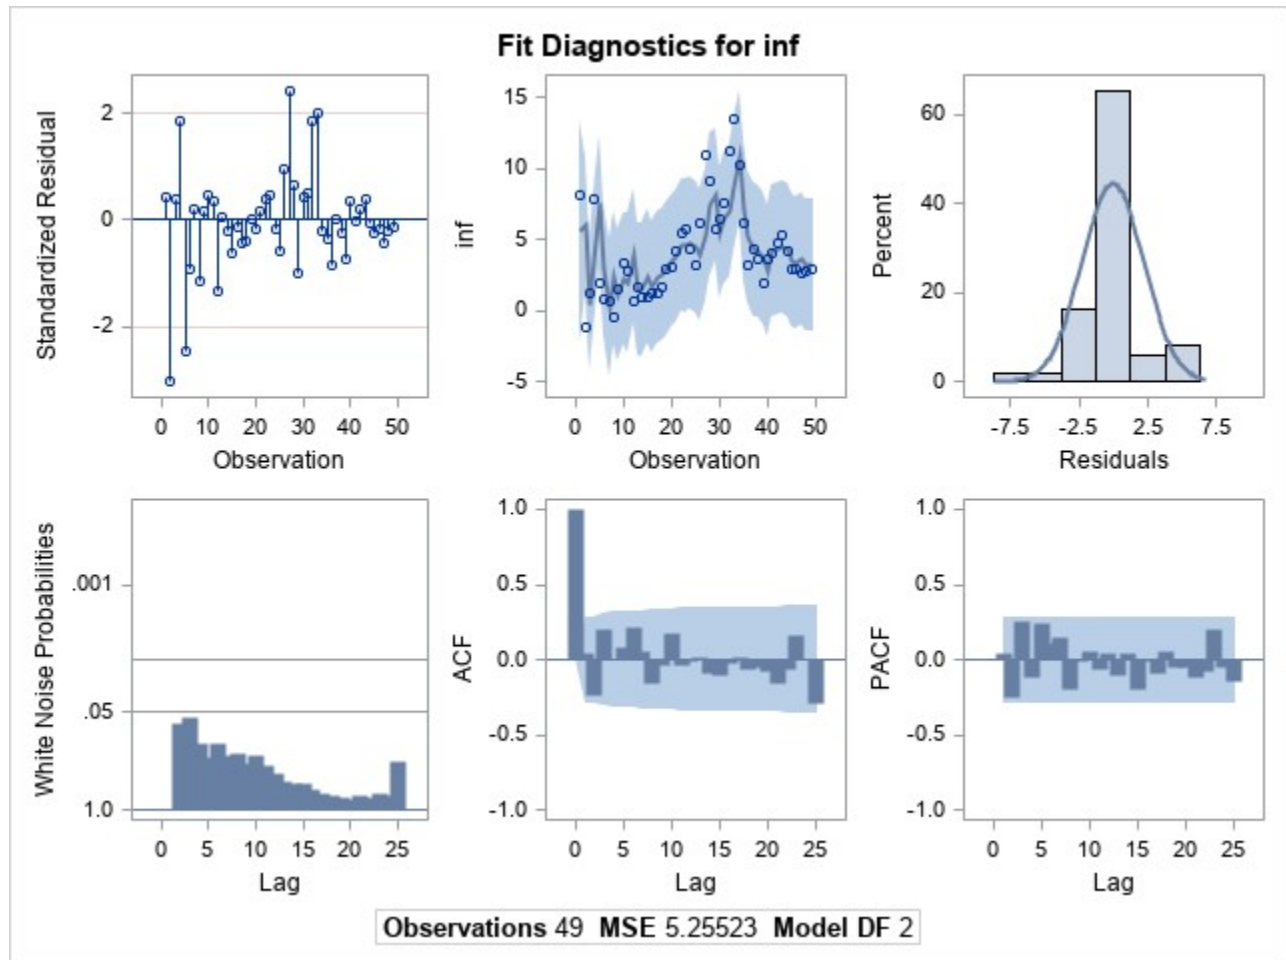 Fit Diagnostics for inf
Standardized Residual
2
0
-2
0 10 20 30 40 50
Observation
inf
15
10
5
0
-5
0 10 20 30 40 50
Observation
Percent
60
40
20
0
-7.5 -2.5 2.5 7.5
Residuals
White Noise Probabilities
.001
.05
1.0
0 5 10 15 20 25
Lag
ACF
1.0
0.5
0.0
-0.5
-1.0
0 5 10 15 20 25
Lag
PACF
1.0
0.5
0.0
-0.5
-1.0
0 5 10 15 20 25
Lag
Observations 49 MSE 5.25523 Model DF 2